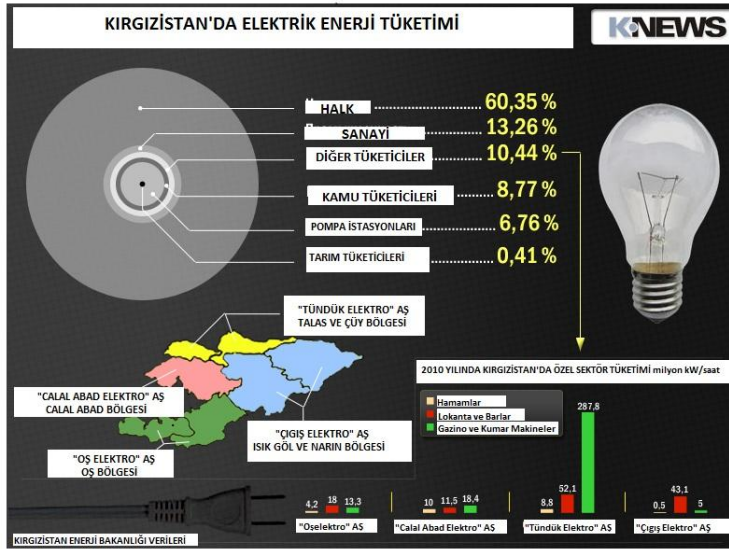 KIRGIZİSTAN'DA ELEKTRİK ENERJİ TÜKETİMİ
K•NEWS
HALK 60,35 %
SANAYİ 13,26 %
DİĞER TÜKETİCİLER 10,44 %
KAMU TÜKETİCİLERİ 8,77 %
POMPA İSTASYONLARI 6,76 %
TARIM TÜKETİCİLERİ 0,41 %
"TÜNDÜK ELEKTRO" AŞ
TALAS VE ÇÜY BÖLGESİ
"CALAL ABAD ELEKTRO" AŞ
CALAL ABAD BÖLGESİ
"ÇIGIŞ ELEKTRO" AŞ
ISIK GÖL VE NARIN BÖLGESİ
"OŞ ELEKTRO" AŞ
OŞ BÖLGESİ
2010 YILINDA KIRGIZİSTAN'DA ÖZEL SEKTÖR TÜKETİMİ milyon kW/saat
Hamamlar
Lokanta ve Barlar
Gazino ve Kumar Makineler
4,2 18 13,3
10 11,5 18,4
8,8 52,1 287,8
0,5 43,1 5
"Oşelektro" AŞ
"Calal Abad Elektro" AŞ
"Tündük Elektro" AŞ
"Çıgış Elektro" AŞ
KIRGIZİSTAN ENERJİ BAKANLIĞI VERİLERİ